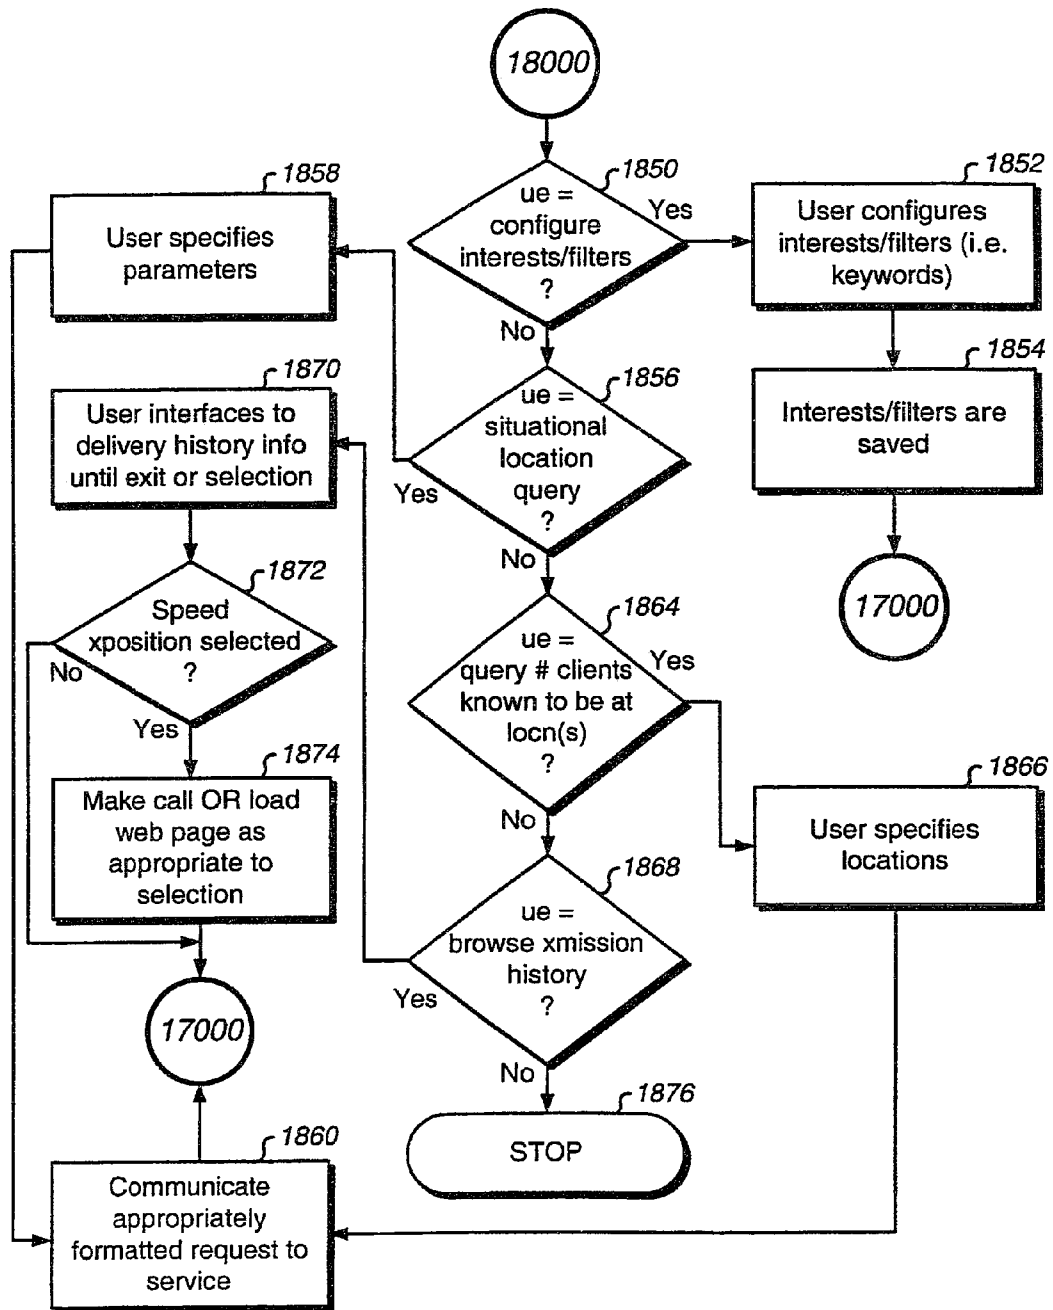 18000
1850
ue =
configure
interests/filters
?
Yes
No
1852
User configures
interests/filters (i.e.
keywords)
1854
Interests/filters are
saved
17000
1856
ue =
situational
location
query
?
Yes
No
1858
User specifies
parameters
1864
ue =
query # clients
known to be at
locn(s)
?
Yes
No
1866
User specifies
locations
1868
ue =
browse xmission
history
?
Yes
No
1870
User interfaces to
delivery history info
until exit or selection
1872
Speed
xposition selected
?
No
Yes
1874
Make call OR load
web page as
appropriate to
selection
17000
1860
Communicate
appropriately
formatted request to
service
1876
STOP